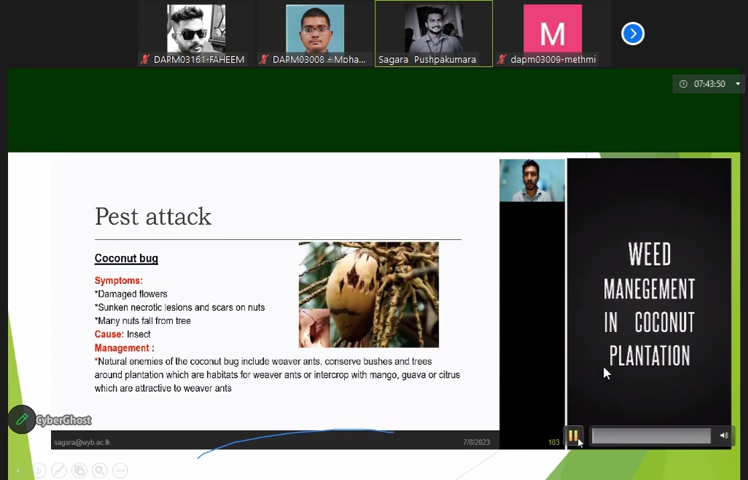 DARM03161-FAHEEM
DARM03008 - Moha...
Sagara Pushpakumara
M
dapm03009-methmi
07:43:50
Pest attack
Coconut bug
Symptoms:
*Damaged flowers
*Sunken necrotic lesions and scars on nuts
*Many nuts fall from tree
Cause: Insect
Management :
*Natural enemies of the coconut bug include weaver ants, conserve bushes and trees
around plantation which are habitats for weaver ants or intercrop with mango, guava or citrus
which are attractive to weaver ants
WEED
MANEGEMENT
IN COCONUT
PLANTATION
CyberGhost
sagara@wyb.ac.lk
7/8/2023
103